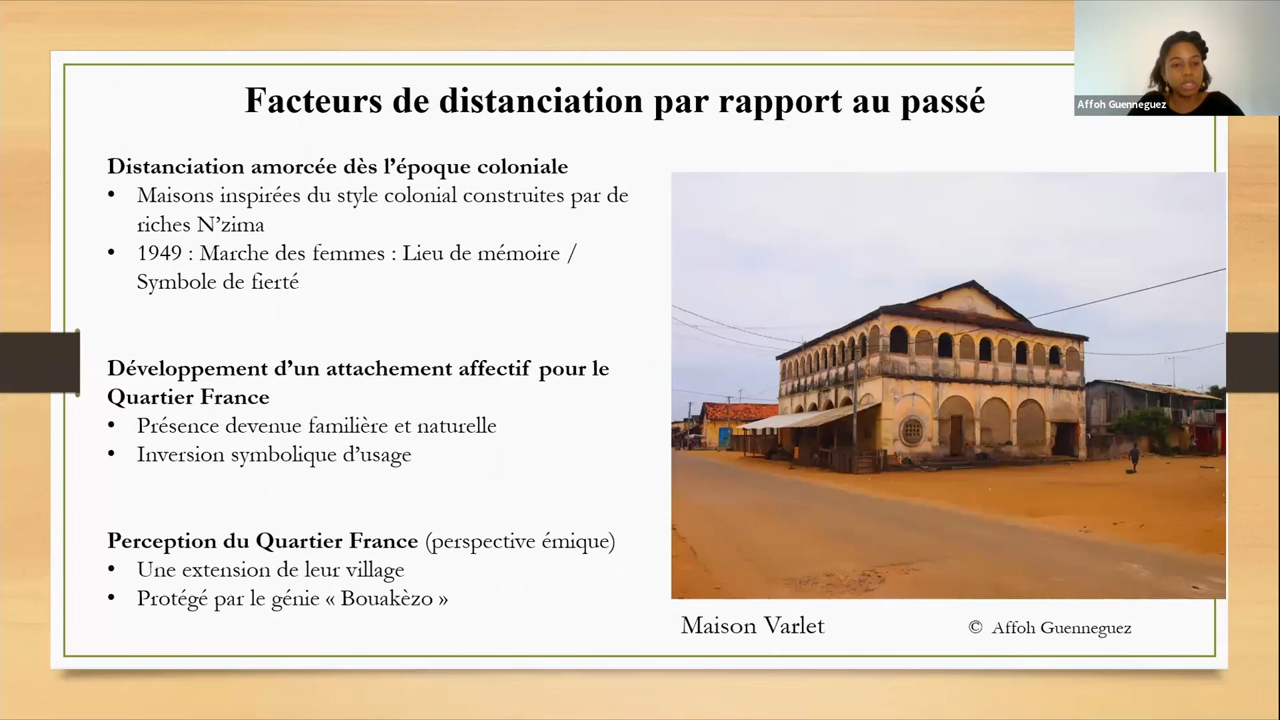 Facteurs de distanciation par rapport au passé
Affoh Guenneguez
Distanciation amorcée dès l’époque coloniale
• Maisons inspirées du style colonial construites par de
riches N’zima
• 1949 : Marche des femmes : Lieu de mémoire /
Symbole de fierté
Développement d’un attachement affectif pour le
Quartier France
• Présence devenue familière et naturelle
• Inversion symbolique d’usage
Perception du Quartier France (perspective émique)
• Une extension de leur village
• Protégé par le génie « Bouakèzo »
Maison Varlet
© Affoh Guenneguez